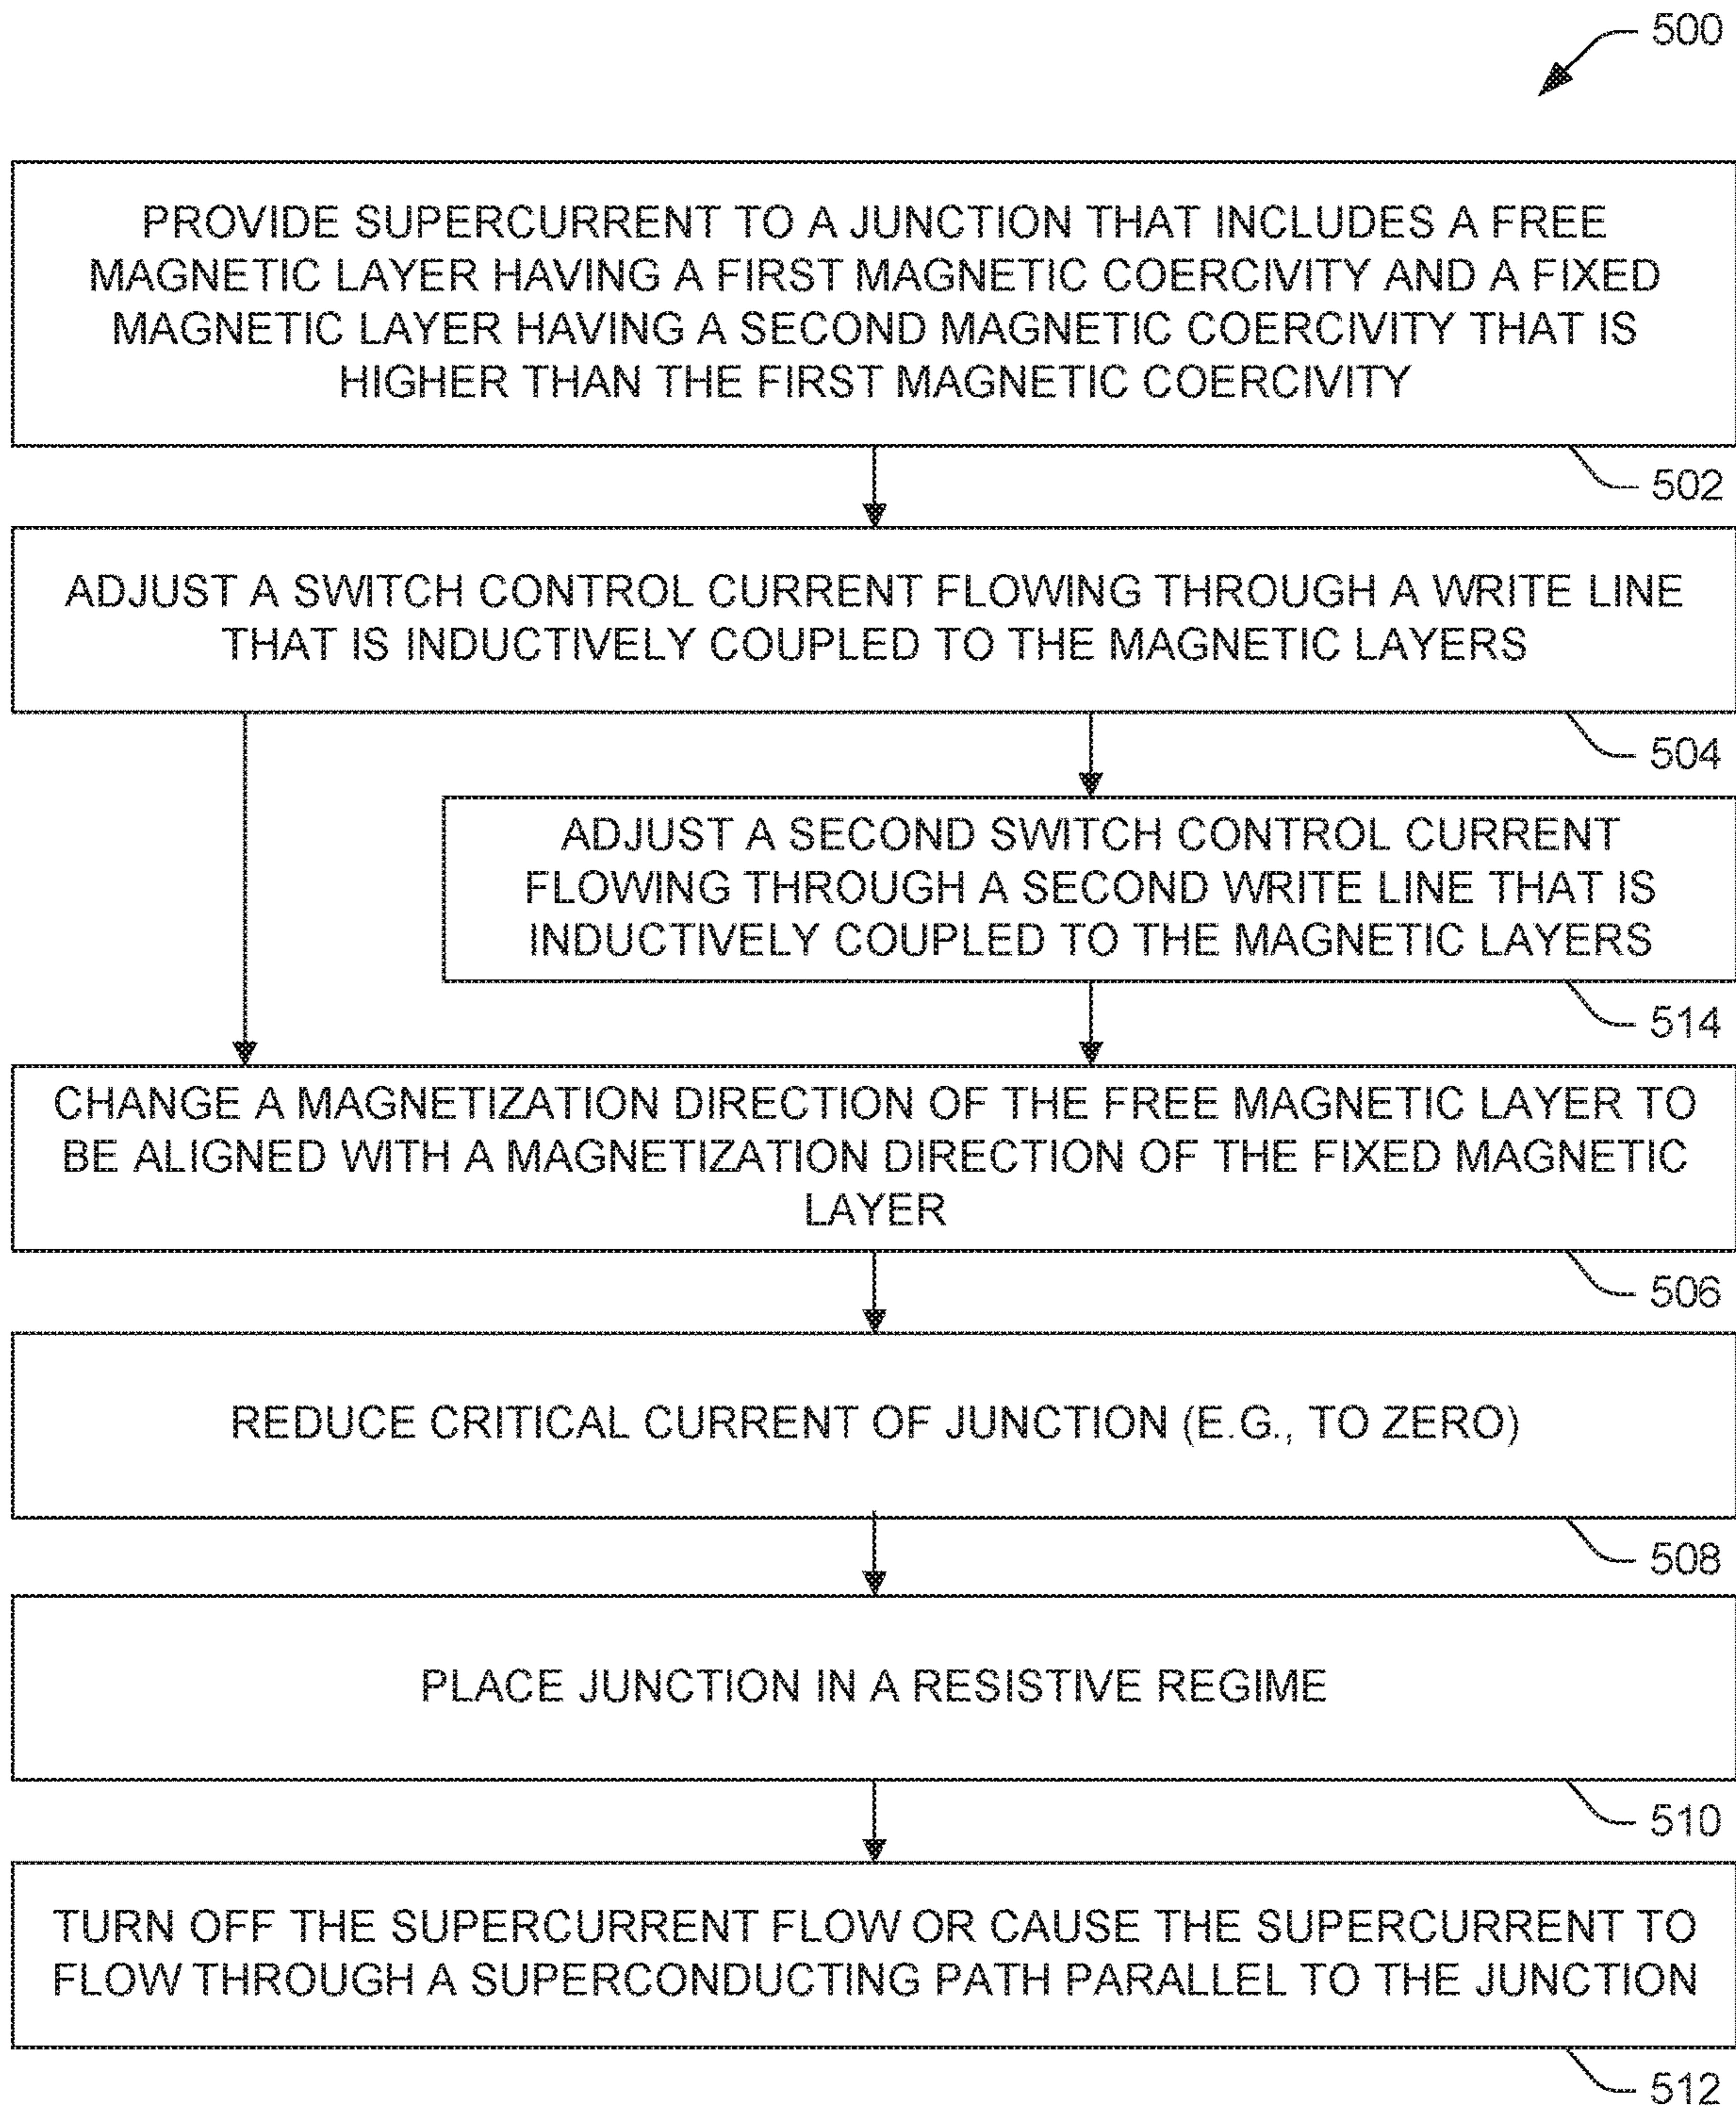 500
PROVIDE SUPERCURRENT TO A JUNCTION THAT INCLUDES A FREE
MAGNETIC LAYER HAVING A FIRST MAGNETIC COERCIVITY AND A FIXED
MAGNETIC LAYER HAVING A SECOND MAGNETIC COERCIVITY THAT IS
HIGHER THAN THE FIRST MAGNETIC COERCIVITY
502
ADJUST A SWITCH CONTROL CURRENT FLOWING THROUGH A WRITE LINE
THAT IS INDUCTIVELY COUPLED TO THE MAGNETIC LAYERS
504
ADJUST A SECOND SWITCH CONTROL CURRENT
FLOWING THROUGH A SECOND WRITE LINE THAT IS
INDUCTIVELY COUPLED TO THE MAGNETIC LAYERS
514
CHANGE A MAGNETIZATION DIRECTION OF THE FREE MAGNETIC LAYER TO
BE ALIGNED WITH A MAGNETIZATION DIRECTION OF THE FIXED MAGNETIC
LAYER
506
REDUCE CRITICAL CURRENT OF JUNCTION (E.G., TO ZERO)
508
PLACE JUNCTION IN A RESISTIVE REGIME
510
TURN OFF THE SUPERCURRENT FLOW OR CAUSE THE SUPERCURRENT TO
FLOW THROUGH A SUPERCONDUCTING PATH PARALLEL TO THE JUNCTION
512